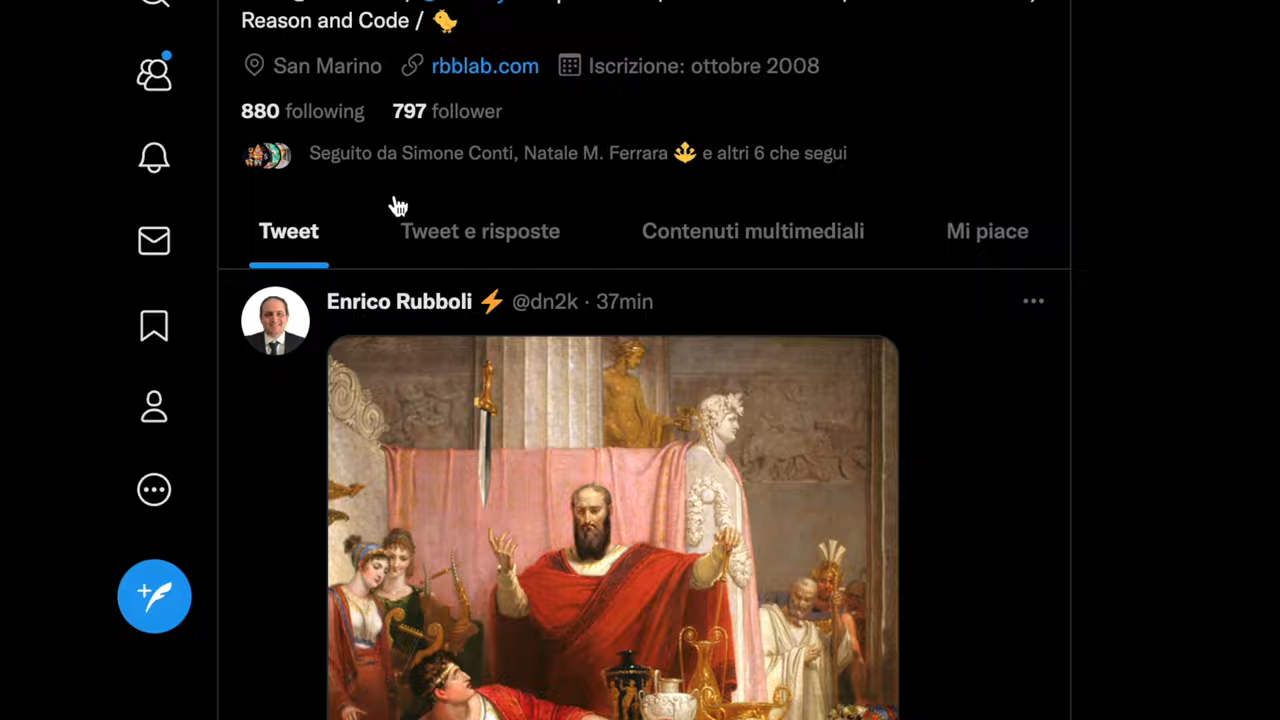 Reason and Code / 🐤
San Marino rbblab.com Iscrizione: ottobre 2008
880 following 797 follower
Seguito da Simone Conti, Natale M. Ferrara e altri 6 che segui
Tweet Tweet e risposte Contenuti multimediali Mi piace
Enrico Rubboli ⚡ @dn2k · 37min